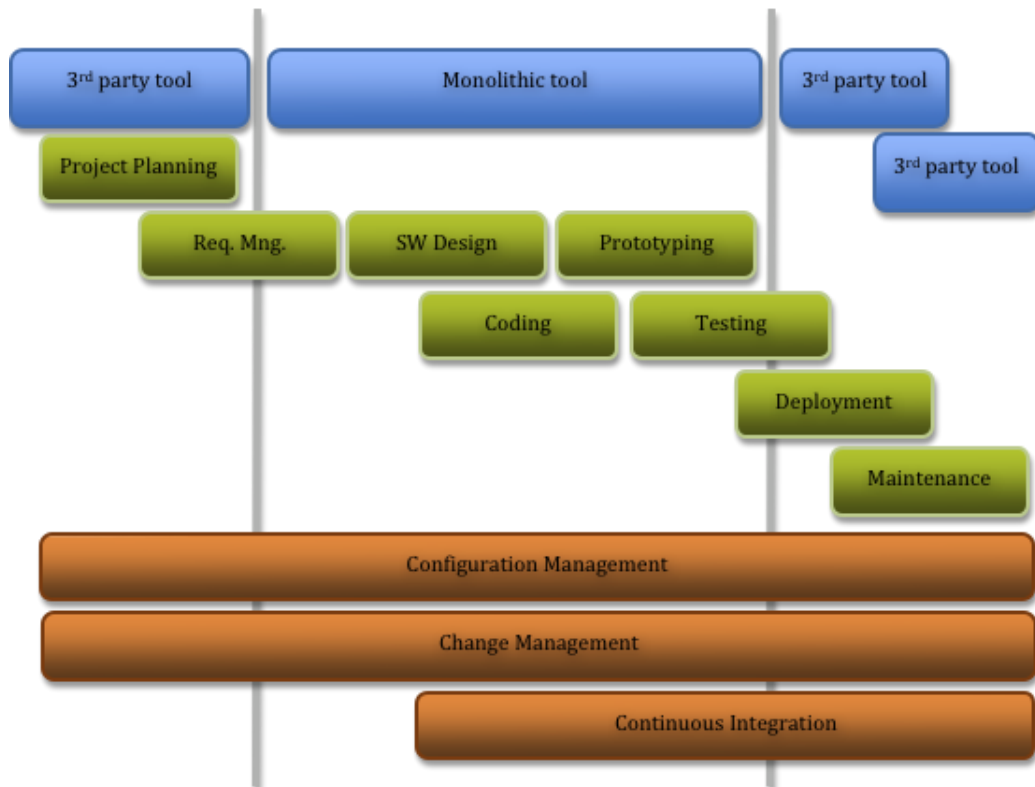 3rd party tool
Monolithic tool
3rd party tool
Project Planning
3rd party tool
Req. Mng.
SW Design
Prototyping
Coding
Testing
Deployment
Maintenance
Configuration Management
Change Management
Continuous Integration